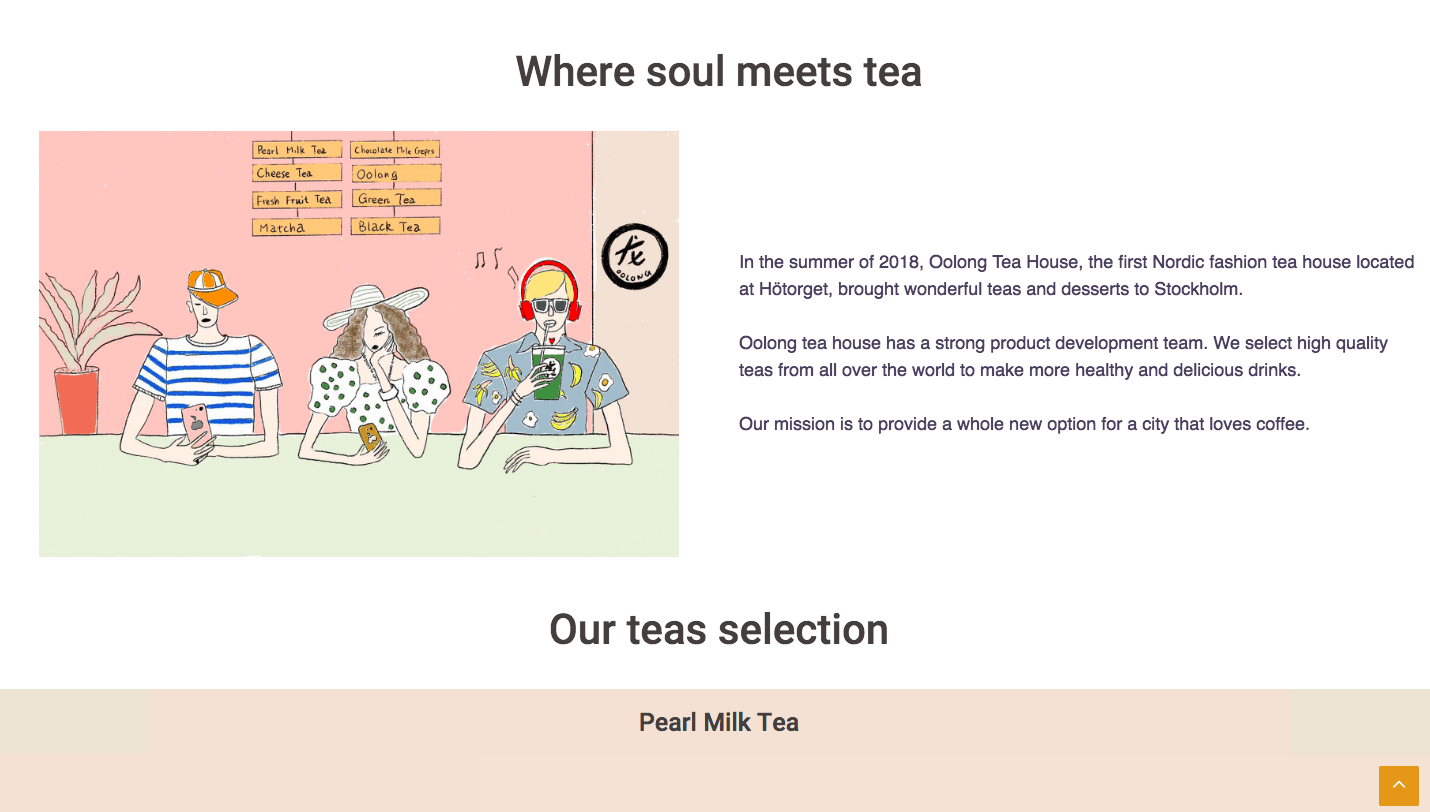 Where soul meets tea
Pearl Milk Tea
Chocolate Mile Crepes
Cheese Tea
Oolong
Fresh Fruit Tea
Green Tea
Matcha
Black Tea
OOLONG
In the summer of 2018, Oolong Tea House, the first Nordic fashion tea house located
at Hötorget, brought wonderful teas and desserts to Stockholm.
Oolong tea house has a strong product development team. We select high quality
teas from all over the world to make more healthy and delicious drinks.
Our mission is to provide a whole new option for a city that loves coffee.
Our teas selection
Pearl Milk Tea